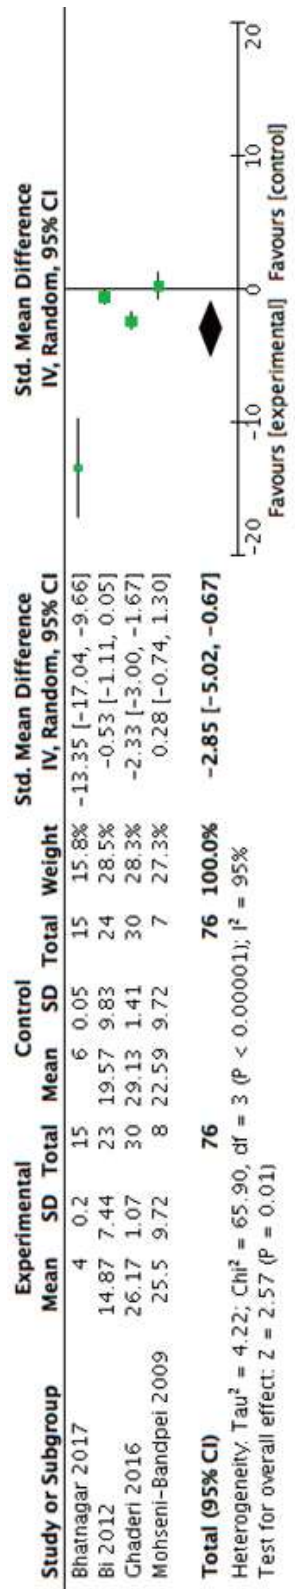 Experimental Control Std. Mean Difference Std. Mean Difference
Study or Subgroup Mean SD Total Mean SD Total Weight IV, Random, 95% CI IV, Random, 95% CI
Bhatnagar 2017 4 0.2 15 6 0.05 15 15.8% −13.35 [−17.04, −9.66]
Bi 2012 14.87 7.44 23 19.57 9.83 24 28.5% −0.53 [−1.11, 0.05]
Ghaderi 2016 26.17 1.07 30 29.13 1.41 30 28.3% −2.33 [−3.00, −1.67]
Mohseni-Bandpei 2009 25.5 9.72 8 22.59 9.72 7 27.3% 0.28 [−0.74, 1.30]
Total (95% CI) 76 76 100.0% −2.85 [−5.02, −0.67]
Heterogeneity: Tau² = 4.22; Chi² = 65.90, df = 3 (P < 0.00001); I² = 95%
Test for overall effect: Z = 2.57 (P = 0.01)
−20 −10 0 10 20
Favours [experimental] Favours [control]